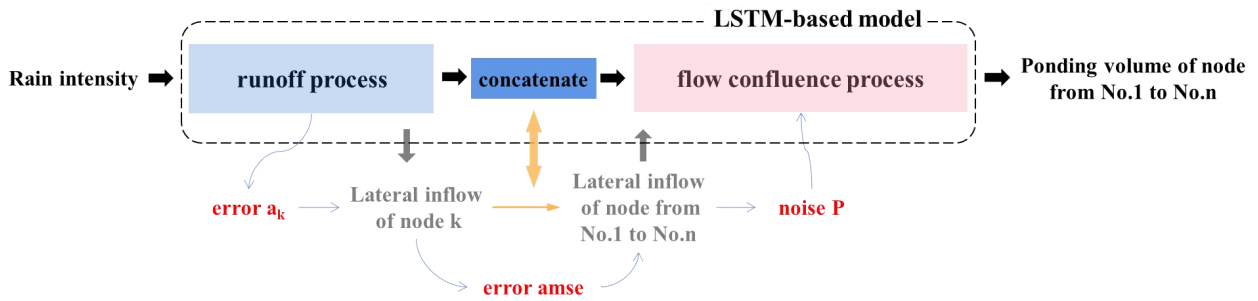 LSTM-based model
Rain intensity
runoff process
concatenate
flow confluence process
Ponding volume of node
from No.1 to No.n
error aₖ
Lateral inflow
of node k
Lateral inflow
of node from
No.1 to No.n
noise P
error amse